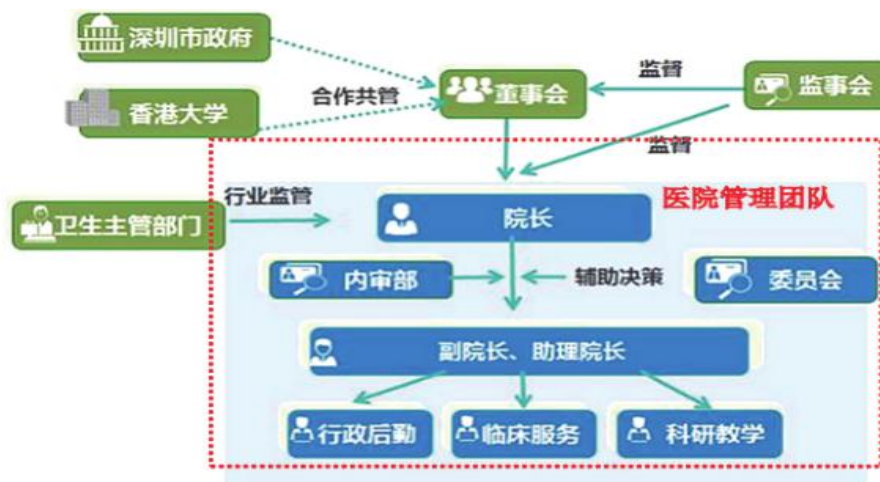 深圳市政府
香港大学
合作共管
董事会
监督
监事会
监督
医院管理团队
卫生主管部门
行业监管
院长
内审部
辅助决策
委员会
副院长、助理院长
行政后勤
临床服务
科研教学